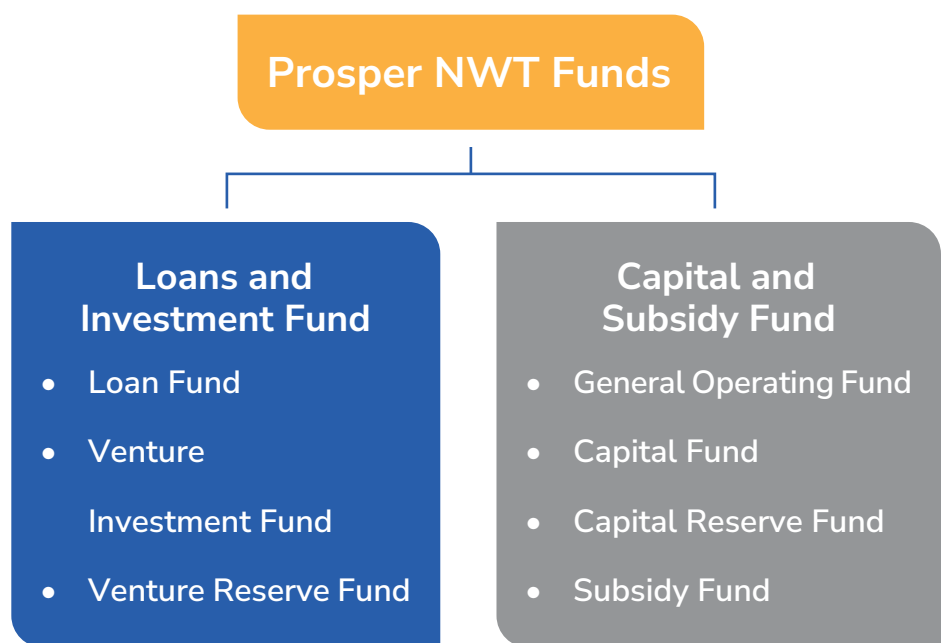 Prosper NWT Funds
Loans and
Investment Fund
• Loan Fund
• Venture
Investment Fund
• Venture Reserve Fund
Capital and
Subsidy Fund
• General Operating Fund
• Capital Fund
• Capital Reserve Fund
• Subsidy Fund